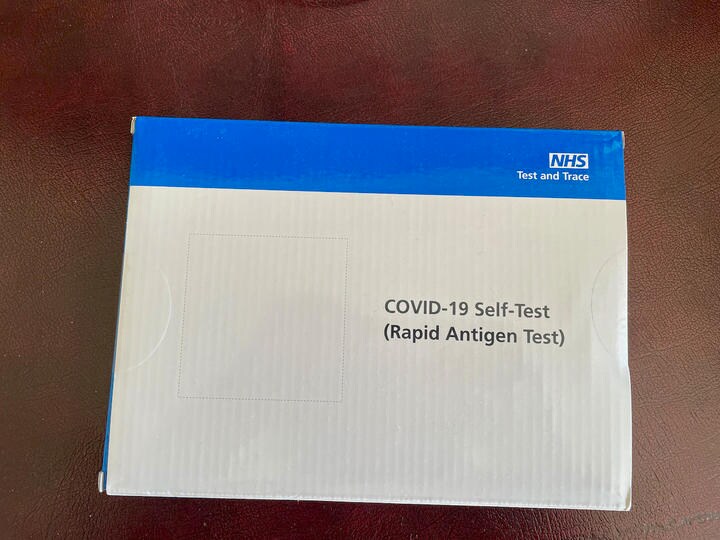 NHS
Test and Trace
COVID-19 Self-Test
(Rapid Antigen Test)